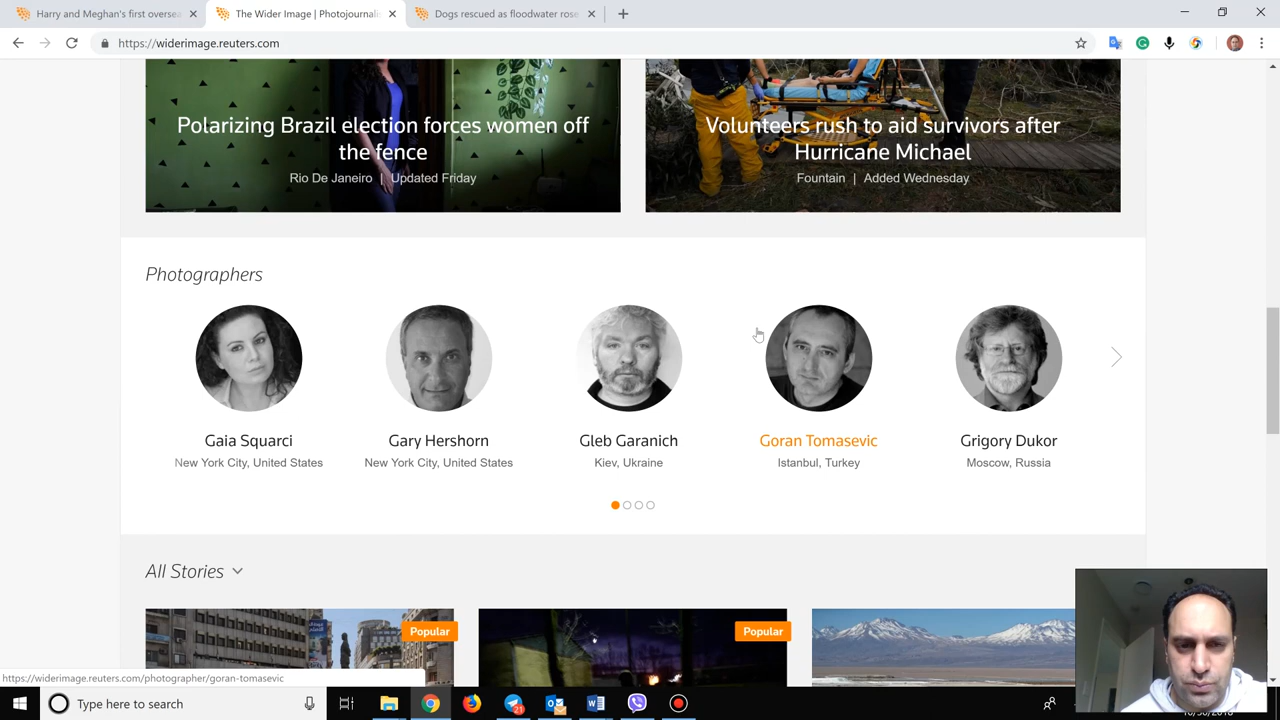 Harry and Meghan's first overse
The Wider Image | Photojournali
Dogs rescued as floodwater rose
https://widerimage.reuters.com
Polarizing Brazil election forces women off
the fence
Rio De Janeiro | Updated Friday
Volunteers rush to aid survivors after
Hurricane Michael
Fountain | Added Wednesday
Photographers
Gaia Squarci
New York City, United States
Gary Hershorn
New York City, United States
Gleb Garanich
Kiev, Ukraine
Goran Tomasevic
Istanbul, Turkey
Grigory Dukor
Moscow, Russia
All Stories
Popular
Popular
https://widerimage.reuters.com/photographer/goran-tomasevic
Type here to search
21